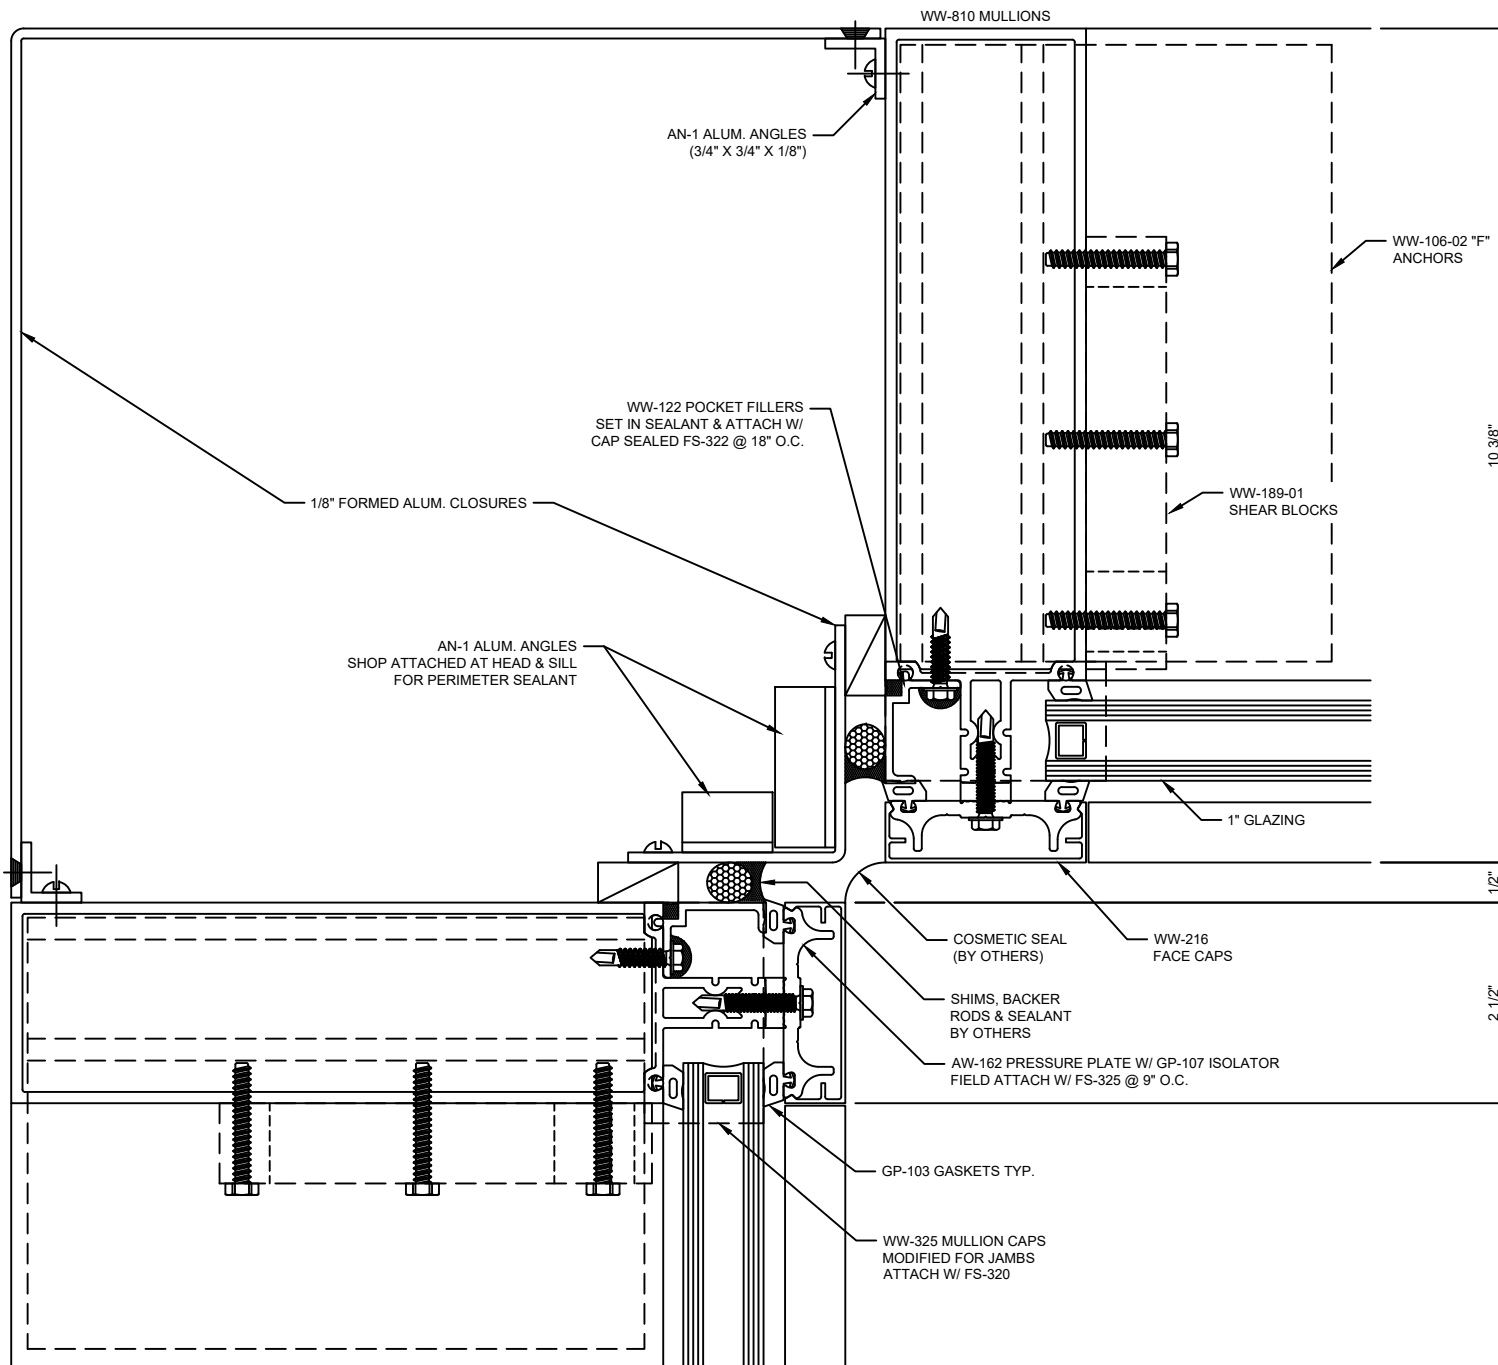 WW-810 MULLIONS
AN-1 ALUM. ANGLES
(3/4" X 3/4" X 1/8")
WW-106-02 "F"
ANCHORS
WW-122 POCKET FILLERS
SET IN SEALANT & ATTACH W/
CAP SEALED FS-322 @ 18" O.C.
10 3/8"
1/8" FORMED ALUM. CLOSURES
WW-189-01
SHEAR BLOCKS
AN-1 ALUM. ANGLES
SHOP ATTACHED AT HEAD & SILL
FOR PERIMETER SEALANT
1" GLAZING
1/2"
COSMETIC SEAL
(BY OTHERS)
WW-216
FACE CAPS
SHIMS, BACKER
RODS & SEALANT
BY OTHERS
2 1/2"
AW-162 PRESSURE PLATE W/ GP-107 ISOLATOR
FIELD ATTACH W/ FS-325 @ 9" O.C.
GP-103 GASKETS TYP.
WW-325 MULLION CAPS
MODIFIED FOR JAMBS
ATTACH W/ FS-320